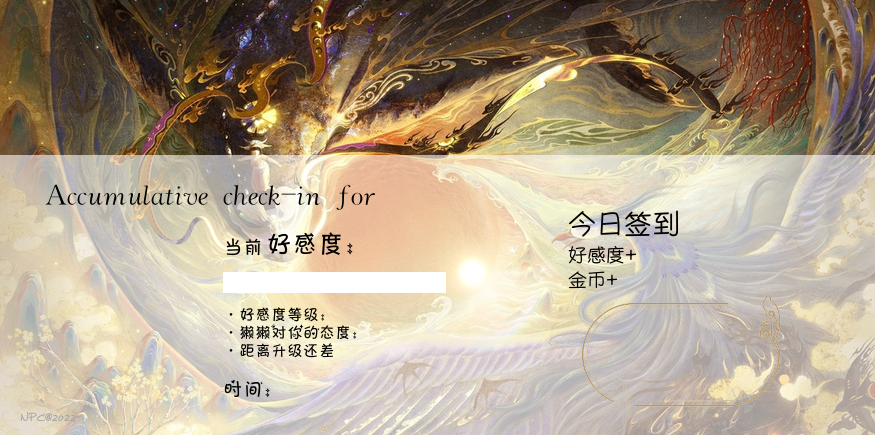 Accumulative check-in for
当前好感度:
·好感度等级:
·獭獭对你的态度:
·距离升级还差
时间:
今日签到
好感度+
金币+
NPC@2022